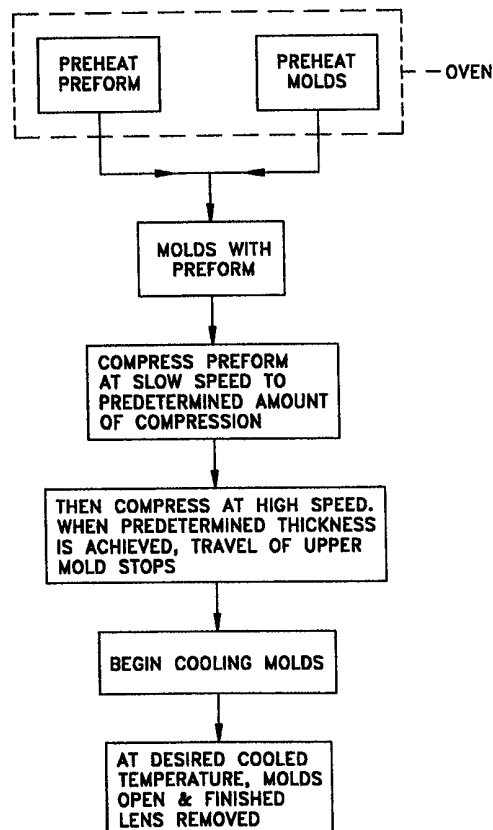 PREHEAT
PREFORM
PREHEAT
MOLDS
OVEN
MOLDS WITH
PREFORM
COMPRESS PREFORM
AT SLOW SPEED TO
PREDETERMINED AMOUNT
OF COMPRESSION
THEN COMPRESS AT HIGH SPEED.
WHEN PREDETERMINED THICKNESS
IS ACHIEVED, TRAVEL OF UPPER
MOLD STOPS
BEGIN COOLING MOLDS
AT DESIRED COOLED
TEMPERATURE, MOLDS
OPEN & FINISHED
LENS REMOVED